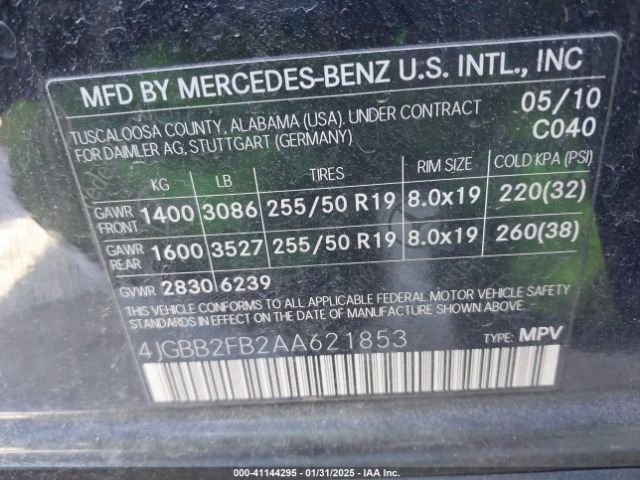 MFD BY MERCEDES-BENZ U.S. INTL., INC
TUSCALOOSA COUNTY, ALABAMA (USA). UNDER CONTRACT 05/10
FOR DAIMLER AG, STUTTGART (GERMANY) C040
KG LB TIRES RIM SIZE COLD KPA (PSI)
GAWR FRONT 1400 3086 255/50 R19 8.0x19 220(32)
GAWR REAR 1600 3527 255/50 R19 8.0x19 260(38)
GVWR 2830 6239
THIS VEHICLE CONFORMS TO ALL APPLICABLE FEDERAL MOTOR VEHICLE SAFETY
STANDARDS IN EFFECT ON THE DATE OF MANUFACTURE SHOWN ABOVE.
4JGBB2FB2AA621853 TYPE: MPV
000-41144295 - 01/31/2025 - IAA Inc.